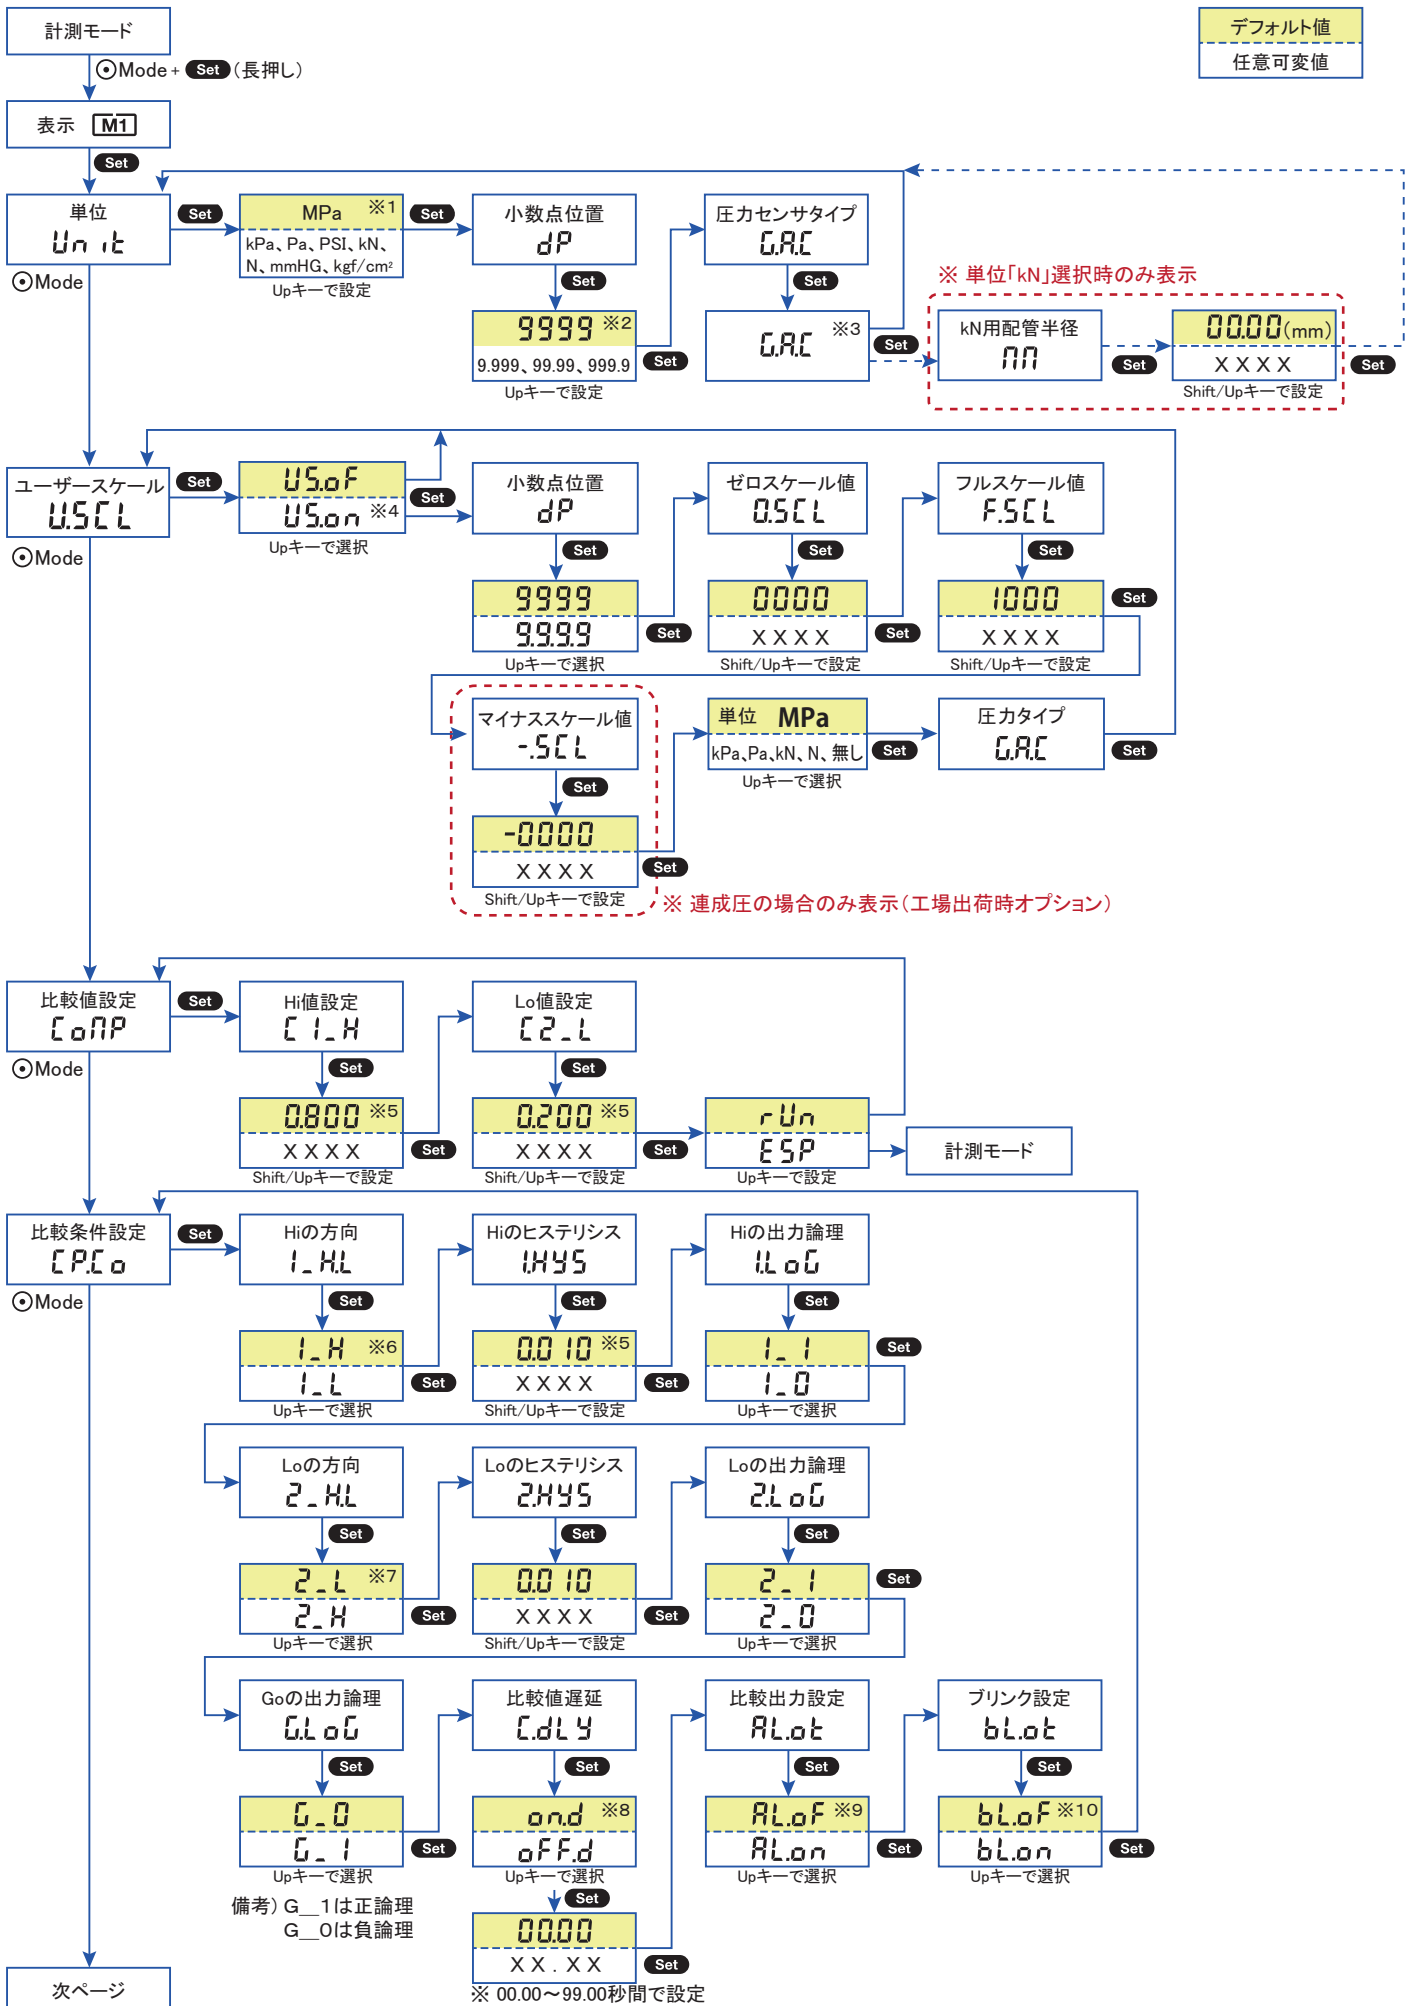 計測モード
デフォルト値
任意可変値
⦿Mode + Set (長押し)
表示 M1
Set
単位
Unit
Set
MPa ※1
kPa、Pa、PSI、kN、
N、mmHG、kgf/cm²
Upキーで設定
Set
小数点位置
dP
Set
9999 ※2
9.999、99.99、999.9
Upキーで設定
Set
圧力センサタイプ
G.A.C
Set
G.A.C ※3
Set
※ 単位「kN」選択時のみ表示
kN用配管半径
ПП
Set
00.00(mm)
XXXX
Shift/Upキーで設定
Set
⦿Mode
ユーザースケール
U.SCL
Set
US.oF
US.on ※4
Upキーで選択
Set
小数点位置
dP
Set
9999
9.9.9.9
Upキーで選択
Set
ゼロスケール値
0.SCL
Set
0000
XXXX
Shift/Upキーで設定
Set
フルスケール値
F.SCL
Set
1000
XXXX
Shift/Upキーで設定
Set
⦿Mode
マイナススケール値
-.SCL
Set
-0000
XXXX
Shift/Upキーで設定
Set
※ 連成圧の場合のみ表示(工場出荷時オプション)
単位 MPa
kPa、Pa、kN、N、無し
Upキーで選択
Set
圧力タイプ
G.A.C
Set
比較値設定
CoПP
Set
Hi値設定
C1_H
Set
0.800 ※5
XXXX
Shift/Upキーで設定
Set
Lo値設定
C2_L
Set
0.200 ※5
XXXX
Shift/Upキーで設定
Set
rUn
ESP
Upキーで設定
計測モード
⦿Mode
比較条件設定
CP.Co
Set
Hiの方向
1_H.L
Set
1_H ※6
1_L
Upキーで選択
Set
Hiのヒステリシス
1.HYS
Set
0.010 ※5
XXXX
Shift/Upキーで設定
Set
Hiの出力論理
1.LoG
Set
1_1
1_0
Upキーで選択
Set
⦿Mode
Loの方向
2_H.L
Set
2_L ※7
2_H
Upキーで選択
Set
Loのヒステリシス
2.HYS
Set
0.010
XXXX
Shift/Upキーで設定
Set
Loの出力論理
2.LoG
Set
2_1
2_0
Upキーで選択
Set
Goの出力論理
G.LoG
Set
G_0
G_1
Upキーで選択
Set
備考) G__1は正論理
G__0は負論理
比較値遅延
C.dLY
Set
on.d ※8
oFF.d
Upキーで選択
Set
00.00
XX.XX
Set
※ 00.00～99.00秒間で設定
比較出力設定
AL.ot
Set
AL.oF ※9
AL.on
Upキーで選択
Set
ブリンク設定
bL.ot
Set
bL.oF ※10
bL.on
Upキーで選択
Set
次ページ